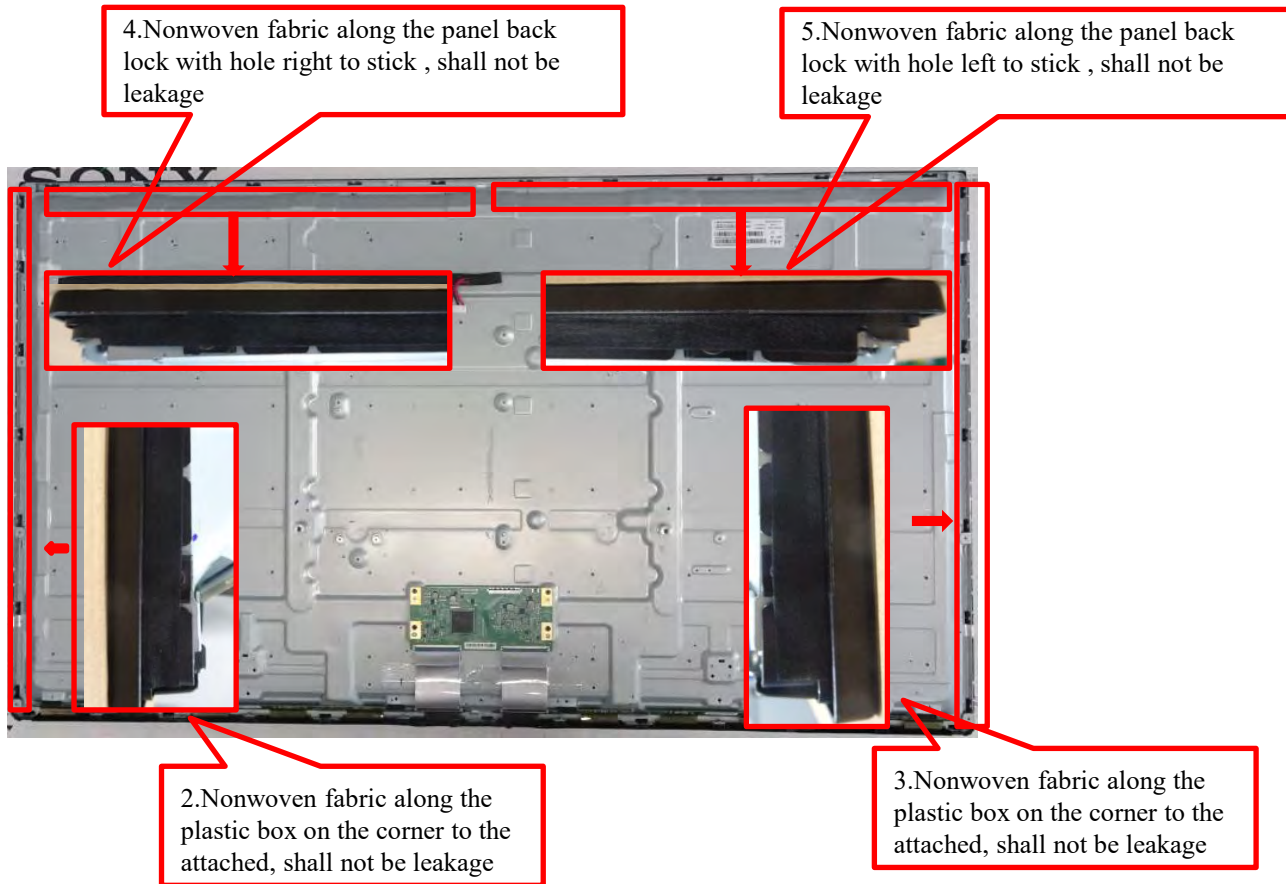 4.Nonwoven fabric along the panel back
lock with hole right to stick , shall not be
leakage
5.Nonwoven fabric along the panel back
lock with hole left to stick , shall not be
leakage
SONY
2.Nonwoven fabric along the
plastic box on the corner to the
attached, shall not be leakage
3.Nonwoven fabric along the
plastic box on the corner to the
attached, shall not be leakage